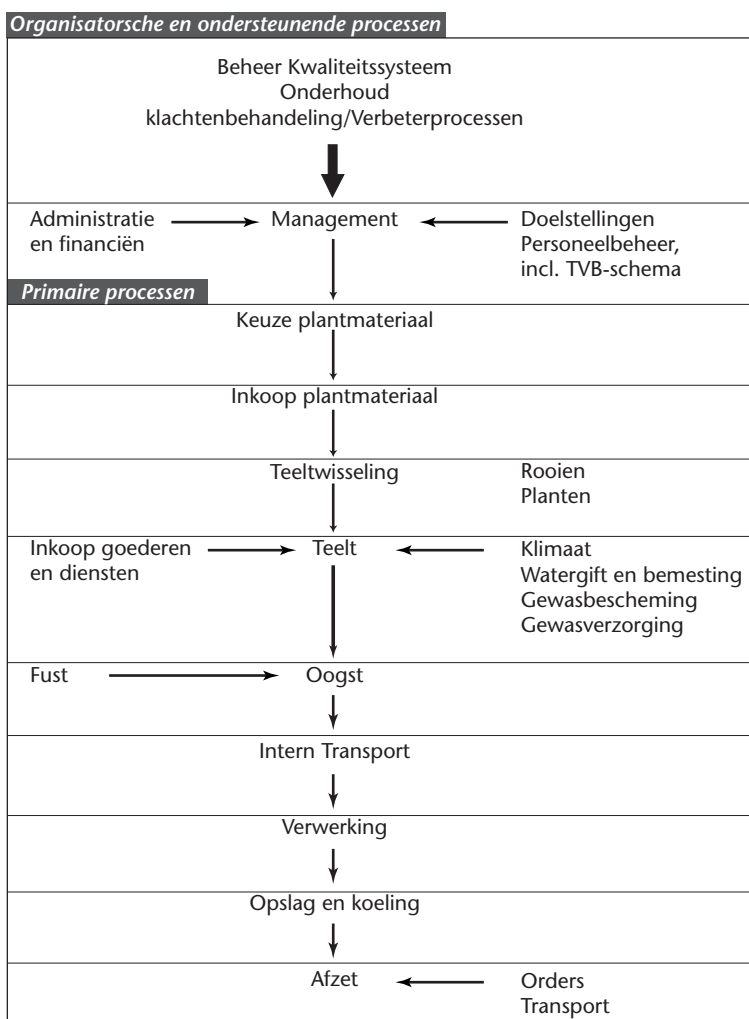 Organisatorsche en ondersteunende processen
Beheer Kwaliteitssysteem
Onderhoud
klachtenbehandeling/Verbeterprocessen
Administratie
en financiën
Management
Doelstellingen
Personeelbeheer,
incl. TVB-schema
Primaire processen
Keuze plantmateriaal
Inkoop plantmateriaal
Teeltwisseling
Rooien
Planten
Inkoop goederen
en diensten
Teelt
Klimaat
Watergift en bemesting
Gewasbescheming
Gewasverzorging
Fust
Oogst
Intern Transport
Verwerking
Opslag en koeling
Afzet
Orders
Transport